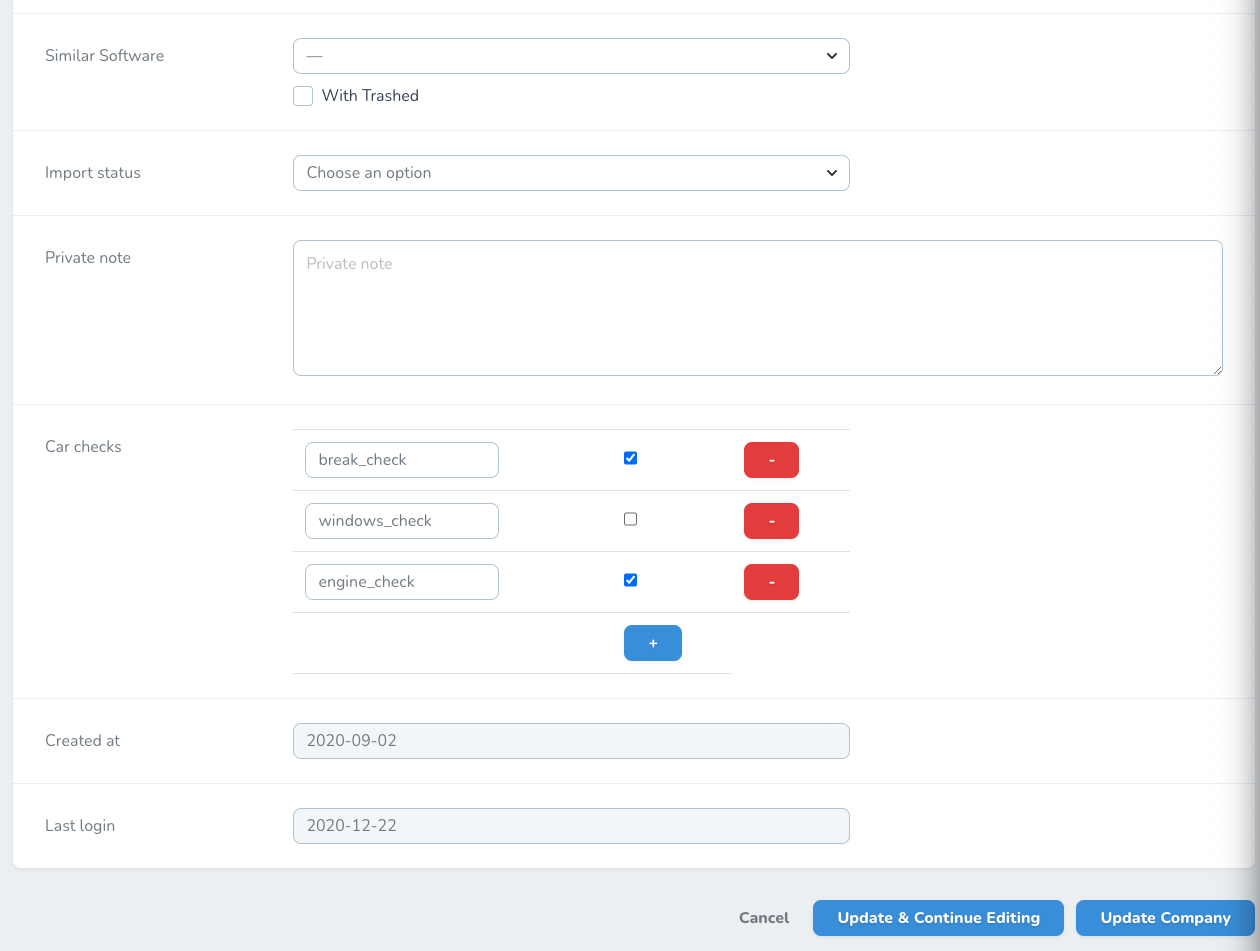 Similar Software
—
With Trashed
Import status
Choose an option
Private note
Private note
Car checks
break_check
-
windows_check
-
engine_check
-
+
Created at
2020-09-02
Last login
2020-12-22
Cancel
Update & Continue Editing
Update Company